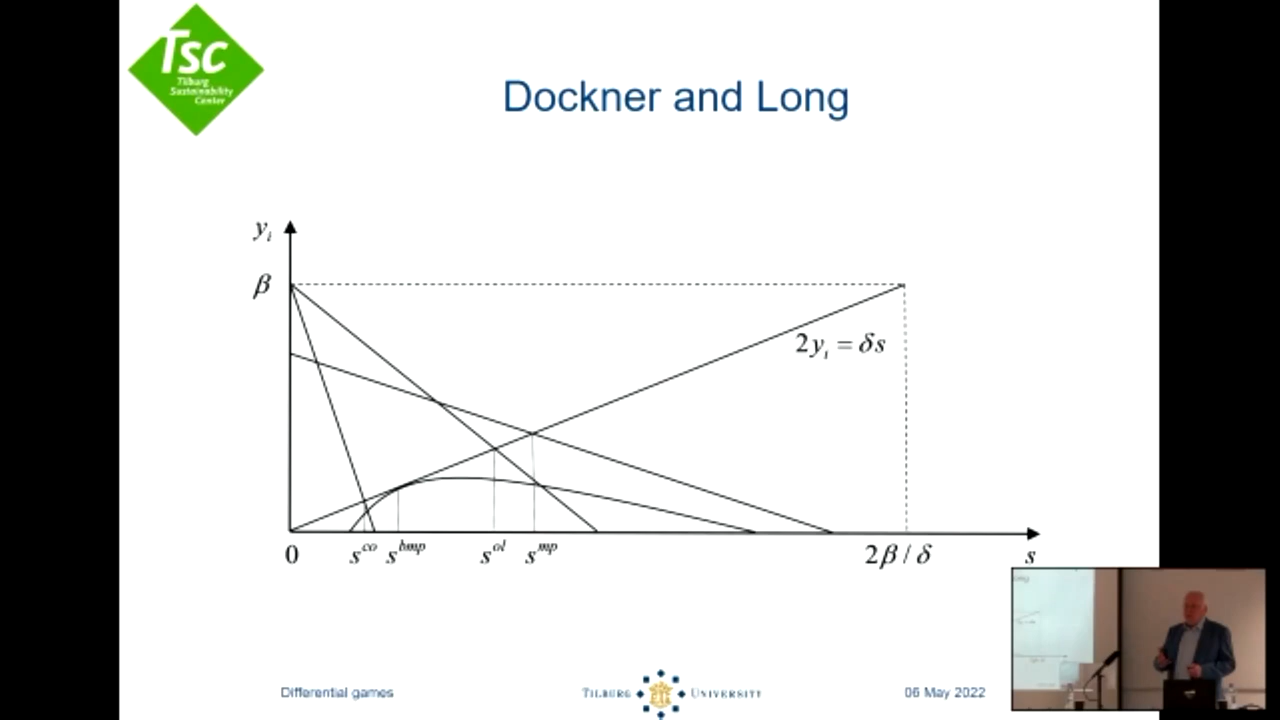 Tsc
Tilburg
Sustainability
Center
Dockner and Long
y_i
β
2y_i = δs
0
s^co
s^bmp
s^ol
s^mp
2β / δ
s
Differential games
TILBURG UNIVERSITY
06 May 2022